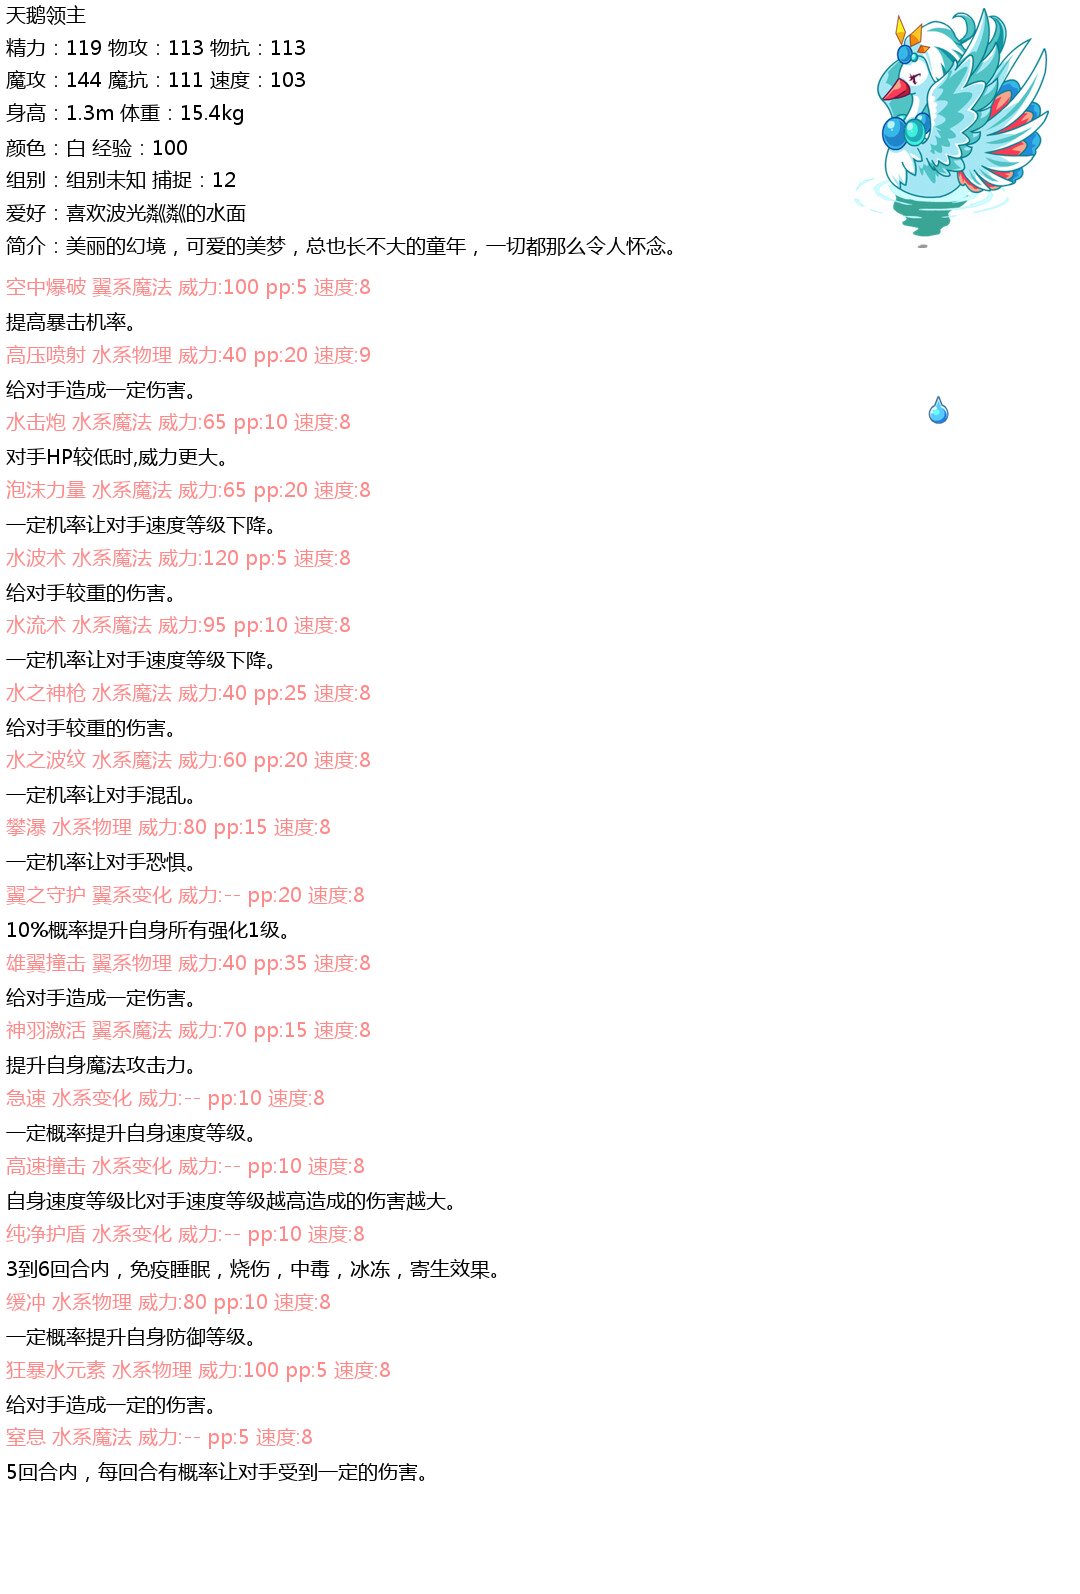 天鹅领主
精力：119 物攻：113 物抗：113
魔攻：144 魔抗：111 速度：103
身高：1.3m 体重：15.4kg
颜色：白 经验：100
组别：组别未知 捕捉：12
爱好：喜欢波光粼粼的水面
简介：美丽的幻境，可爱的美梦，总也长不大的童年，一切都那么令人怀念。
空中爆破 翼系魔法 威力:100 pp:5 速度:8
提高暴击机率。
高压喷射 水系物理 威力:40 pp:20 速度:9
给对手造成一定伤害。
水击炮 水系魔法 威力:65 pp:10 速度:8
对手HP较低时,威力更大。
泡沫力量 水系魔法 威力:65 pp:20 速度:8
一定机率让对手速度等级下降。
水波术 水系魔法 威力:120 pp:5 速度:8
给对手较重的伤害。
水流术 水系魔法 威力:95 pp:10 速度:8
一定机率让对手速度等级下降。
水之神枪 水系魔法 威力:40 pp:25 速度:8
给对手较重的伤害。
水之波纹 水系魔法 威力:60 pp:20 速度:8
一定机率让对手混乱。
攀瀑 水系物理 威力:80 pp:15 速度:8
一定机率让对手恐惧。
翼之守护 翼系变化 威力:-- pp:20 速度:8
10%概率提升自身所有强化1级。
雄翼撞击 翼系物理 威力:40 pp:35 速度:8
给对手造成一定伤害。
神羽激活 翼系魔法 威力:70 pp:15 速度:8
提升自身魔法攻击力。
急速 水系变化 威力:-- pp:10 速度:8
一定概率提升自身速度等级。
高速撞击 水系变化 威力:-- pp:10 速度:8
自身速度等级比对手速度等级越高造成的伤害越大。
纯净护盾 水系变化 威力:-- pp:10 速度:8
3到6回合内，免疫睡眠，烧伤，中毒，冰冻，寄生效果。
缓冲 水系物理 威力:80 pp:10 速度:8
一定概率提升自身防御等级。
狂暴水元素 水系物理 威力:100 pp:5 速度:8
给对手造成一定的伤害。
窒息 水系魔法 威力:-- pp:5 速度:8
5回合内，每回合有概率让对手受到一定的伤害。